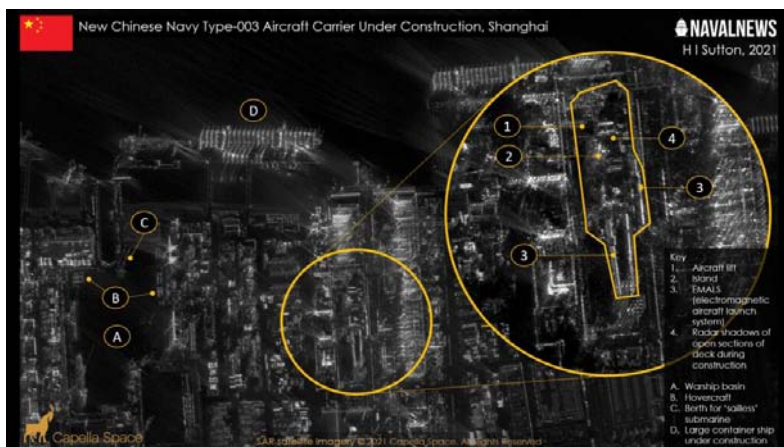 New Chinese Navy Type-003 Aircraft Carrier Under Construction, Shanghai
NAVALNEWS
H I Sutton, 2021
D
1
4
2
3
C
3
B
A
Key
1. Aircraft lift
2. Island
3. EMALS
(electromagnetic
aircraft launch
system)
4. Radar shadows of
open sections of
deck during
construction
A. Warship basin
B. Hovercraft
C. Berth for "sailless"
submarine
D. Large container ship
under construction
Capella Space
SAR satellite imagery © 2021 Capella Space. All Rights Reserved